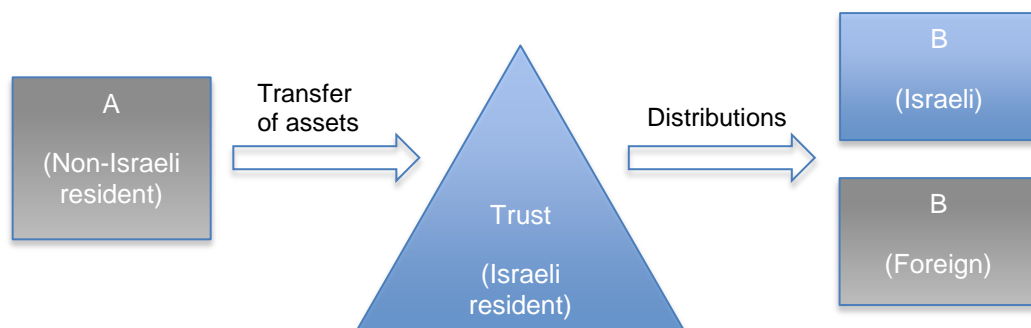 A
(Non-Israeli
resident)
Transfer
of assets
Trust
(Israeli
resident)
Distributions
B
(Israeli)
B
(Foreign)